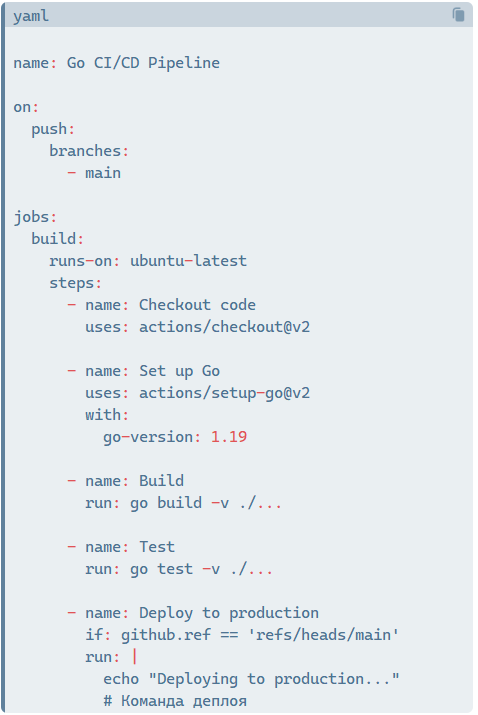 yaml
name: Go CI/CD Pipeline
on:
  push:
    branches:
      - main
jobs:
  build:
    runs-on: ubuntu-latest
    steps:
      - name: Checkout code
        uses: actions/checkout@v2
      - name: Set up Go
        uses: actions/setup-go@v2
        with:
          go-version: 1.19
      - name: Build
        run: go build -v ./...
      - name: Test
        run: go test -v ./...
      - name: Deploy to production
        if: github.ref == 'refs/heads/main'
        run: |
          echo "Deploying to production..."
          # Команда деплоя